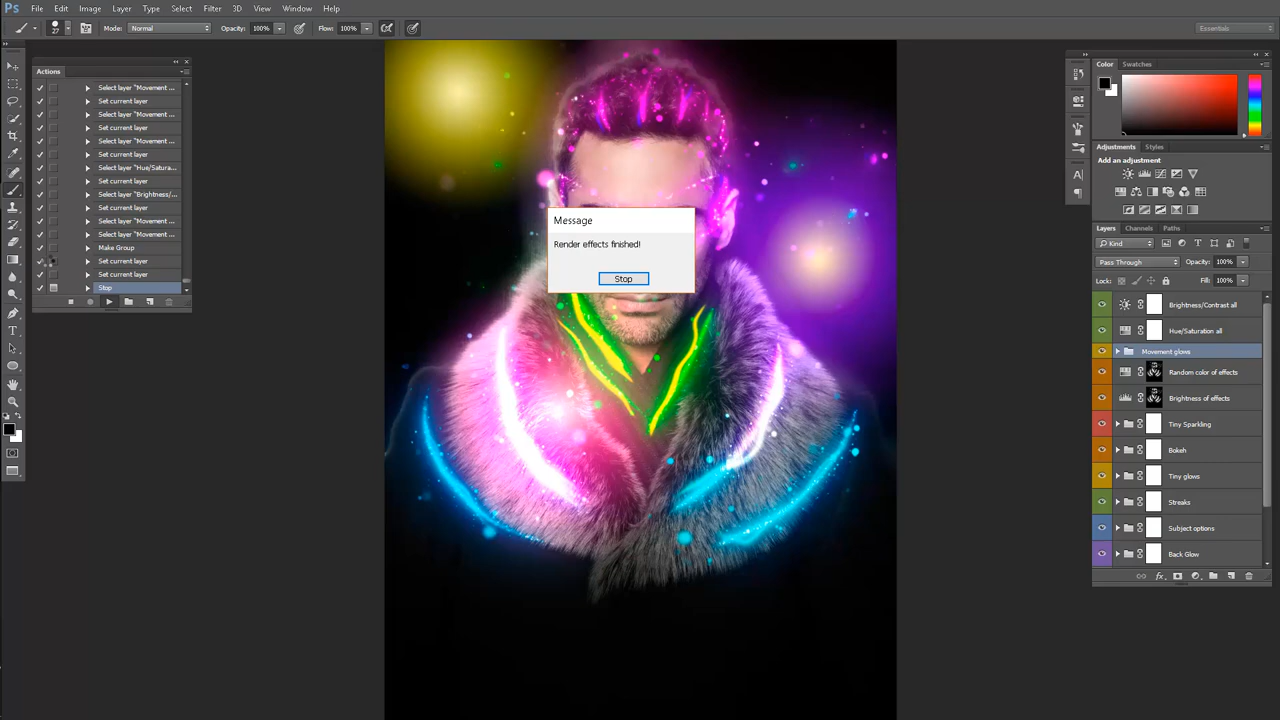 Ps File Edit Image Layer Type Select Filter 3D View Window Help
27 Mode: Normal Opacity: 100% Flow: 100% Essentials
Actions
Select layer "Movement ...
Set current layer
Select layer "Movement ...
Set current layer
Select layer "Movement ...
Set current layer
Select layer "Hue/Satura...
Set current layer
Select layer "Brightness/...
Set current layer
Select layer "Movement ...
Select layer "Movement ...
Make Group
Set current layer
Set current layer
Stop
Message
Render effects finished!
Stop
Color Swatches
Adjustments Styles
Add an adjustment
Layers Channels Paths
Kind
Pass Through Opacity: 100%
Lock: Fill: 100%
Brightness/Contrast all
Hue/Saturation all
Movement glows
Random color of effects
Brightness of effects
Tiny Sparkling
Bokeh
Tiny glows
Streaks
Subject options
Back Glow